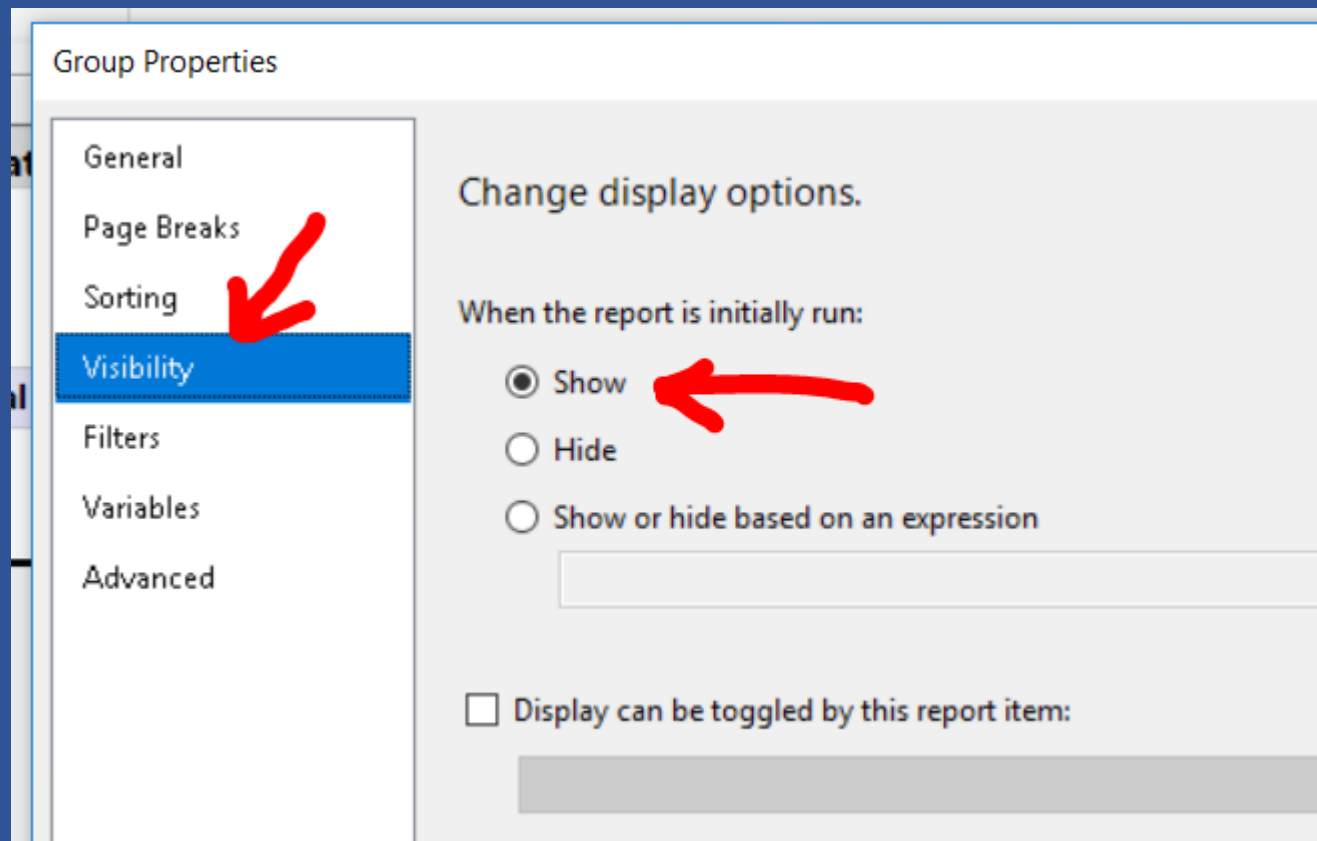 Group Properties
General
Page Breaks
Sorting
Visibility
Filters
Variables
Advanced
Change display options.
When the report is initially run:
Show
Hide
Show or hide based on an expression
Display can be toggled by this report item: